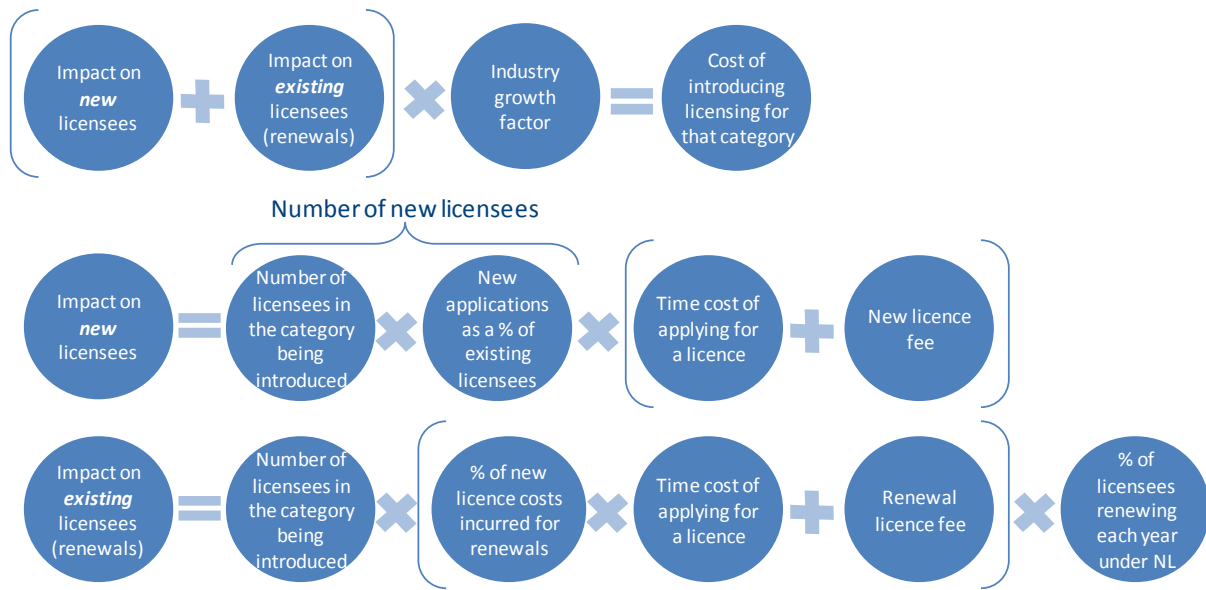 Impact on
new
licensees
Impact on
existing
licensees
(renewals)
Industry
growth
factor
Cost of
introducing
licensing for
that category
Number of new licensees
Impact on
new
licensees
Number of
licensees in
the category
being
introduced
New
applications
as a % of
existing
licensees
Time cost of
applying for
a licence
New licence
fee
Impact on
existing
licensees
(renewals)
Number of
licensees in
the category
being
introduced
% of new
licence costs
incurred for
renewals
Time cost of
applying for
a licence
Renewal
licence fee
% of
licensees
renewing
each year
under NL